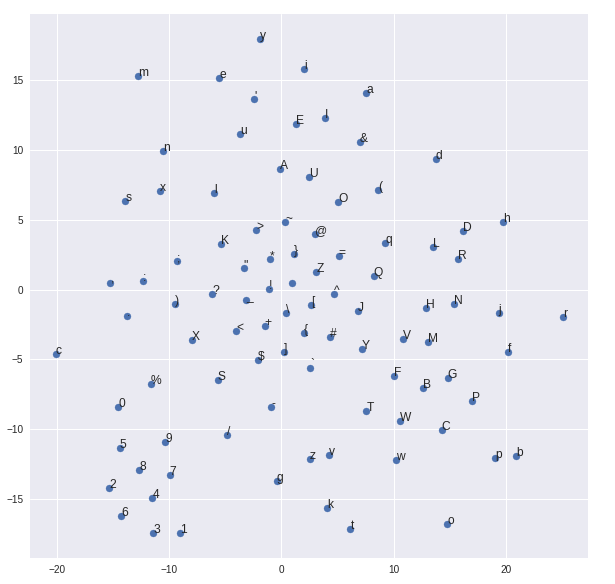 y
i
m
e
a
'
E
I
u
&
n
A
d
U
x
l
(
s
O
~
h
>
@
D
K
q
L
*
}
=
R
:
"
Z
Q
.
!
?
^
_
[
H
N
)
\
J
i
r
,
+
<
{
#
V
X
M
$
]
Y
c
f
`
%
S
F
G
B
0
-
T
P
W
/
C
9
5
z
v
w
p
b
8
7
g
2
4
k
6
t
o
3
1
15
10
5
0
−5
−10
−15
−20
−10
0
10
20